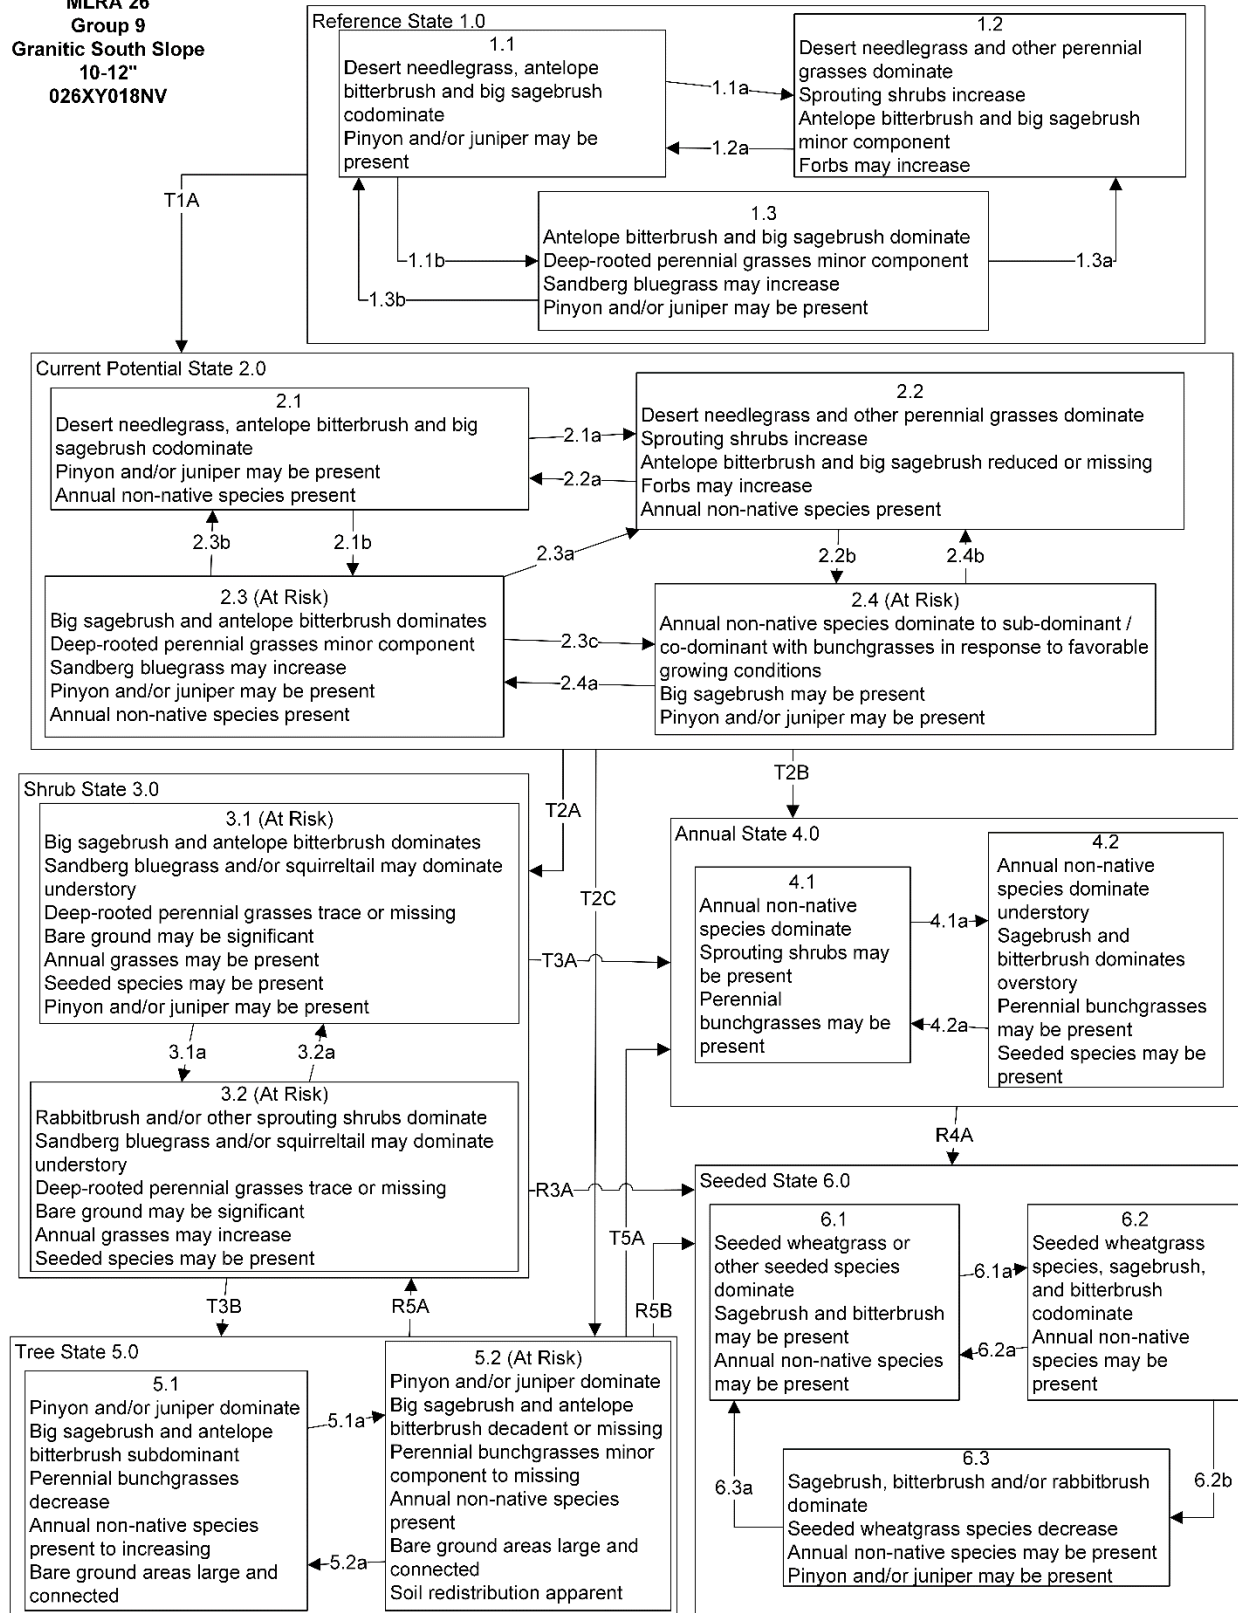 MLRA 26
Group 9
Granitic South Slope
10-12"
026XY018NV
Reference State 1.0
1.1
Desert needlegrass, antelope
bitterbrush and big sagebrush
codominate
Pinyon and/or juniper may be
present
1.1a
1.2a
1.2
Desert needlegrass and other perennial
grasses dominate
Sprouting shrubs increase
Antelope bitterbrush and big sagebrush
minor component
Forbs may increase
T1A
1.1b
1.3b
1.3
Antelope bitterbrush and big sagebrush dominate
Deep-rooted perennial grasses minor component
Sandberg bluegrass may increase
Pinyon and/or juniper may be present
1.3a
Current Potential State 2.0
2.1
Desert needlegrass, antelope bitterbrush and big
sagebrush codominate
Pinyon and/or juniper may be present
Annual non-native species present
2.1a
2.2a
2.2
Desert needlegrass and other perennial grasses dominate
Sprouting shrubs increase
Antelope bitterbrush and big sagebrush reduced or missing
Forbs may increase
Annual non-native species present
2.3b
2.1b
2.3a
2.2b
2.4b
2.3 (At Risk)
Big sagebrush and antelope bitterbrush dominates
Deep-rooted perennial grasses minor component
Sandberg bluegrass may increase
Pinyon and/or juniper may be present
Annual non-native species present
2.3c
2.4a
2.4 (At Risk)
Annual non-native species dominate to sub-dominant /
co-dominant with bunchgrasses in response to favorable
growing conditions
Big sagebrush may be present
Pinyon and/or juniper may be present
T2A
T2C
T2B
Shrub State 3.0
3.1 (At Risk)
Big sagebrush and antelope bitterbrush dominates
Sandberg bluegrass and/or squirreltail may dominate
understory
Deep-rooted perennial grasses trace or missing
Bare ground may be significant
Annual grasses may be present
Seeded species may be present
Pinyon and/or juniper may be present
3.1a
3.2a
3.2 (At Risk)
Rabbitbrush and/or other sprouting shrubs dominate
Sandberg bluegrass and/or squirreltail may dominate
understory
Deep-rooted perennial grasses trace or missing
Bare ground may be significant
Annual grasses may increase
Seeded species may be present
T3A
Annual State 4.0
4.1
Annual non-native
species dominate
Sprouting shrubs may
be present
Perennial
bunchgrasses may be
present
4.1a
4.2a
4.2
Annual non-native
species dominate
understory
Sagebrush and
bitterbrush dominates
overstory
Perennial bunchgrasses
may be present
Seeded species may be
present
R4A
R3A
T5A
R5B
T3B
R5A
Tree State 5.0
5.1
Pinyon and/or juniper dominate
Big sagebrush and antelope
bitterbrush subdominant
Perennial bunchgrasses
decrease
Annual non-native species
present to increasing
Bare ground areas large and
connected
5.1a
5.2a
5.2 (At Risk)
Pinyon and/or juniper dominate
Big sagebrush and antelope
bitterbrush decadent or missing
Perennial bunchgrasses minor
component to missing
Annual non-native species
present
Bare ground areas large and
connected
Soil redistribution apparent
Seeded State 6.0
6.1
Seeded wheatgrass or
other seeded species
dominate
Sagebrush and bitterbrush
may be present
Annual non-native species
may be present
6.1a
6.2a
6.2
Seeded wheatgrass
species, sagebrush,
and bitterbrush
codominate
Annual non-native
species may be
present
6.3a
6.2b
6.3
Sagebrush, bitterbrush and/or rabbitbrush
dominate
Seeded wheatgrass species decrease
Annual non-native species may be present
Pinyon and/or juniper may be present